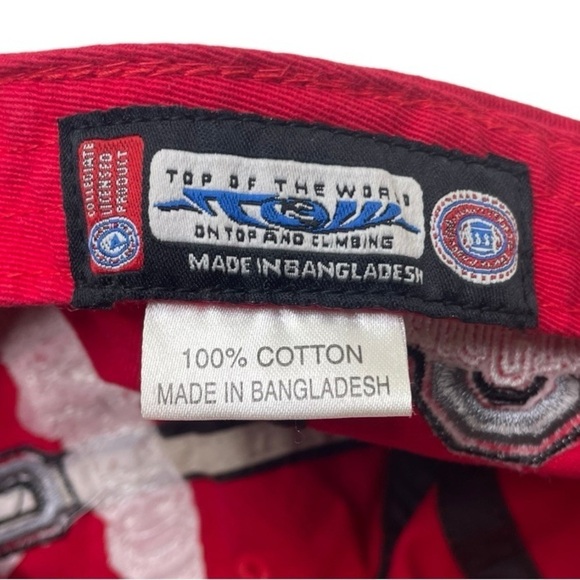 COLLEGIATE
LICENSED
PRODUCT
TOP OF THE WORLD
TOW
ON TOP AND CLIMBING
MADE IN BANGLADESH
100% COTTON
MADE IN BANGLADESH